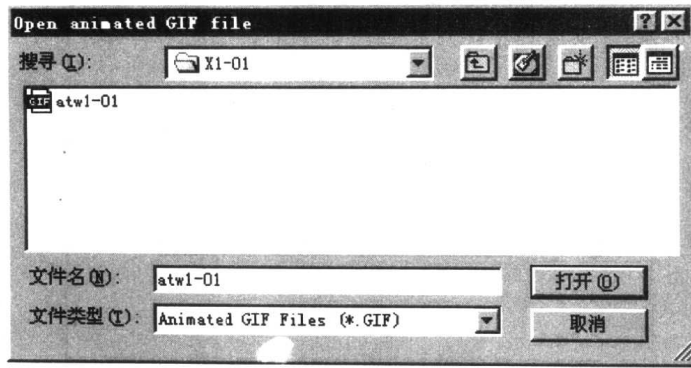 Open animated GIF file
搜寻(I):
X1-01
GIF atw1-01
文件名(N):
atw1-01
打开(O)
文件类型(T):
Animated GIF Files (*.GIF)
取消